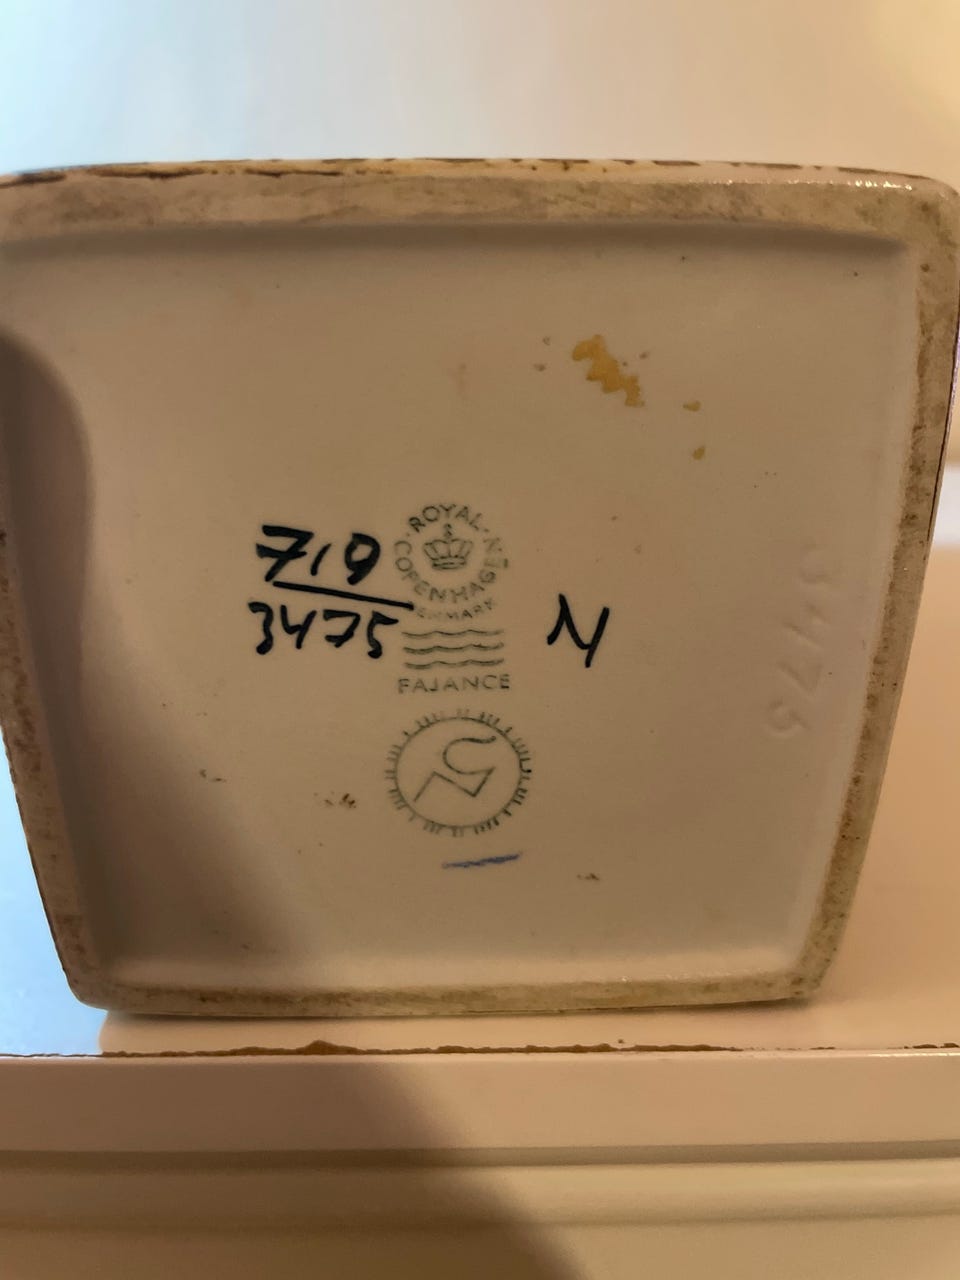 719
3475
ROYAL
COPENHAGEN
DENMARK
FAJANCE
N
3475